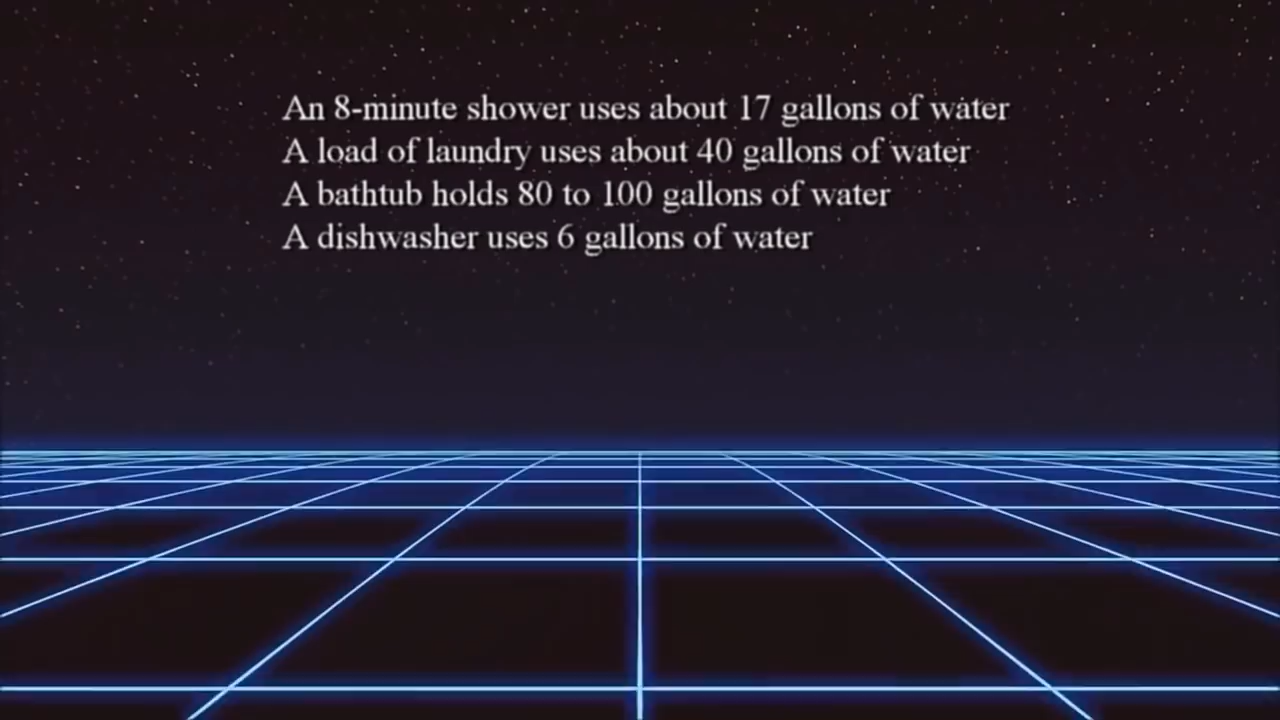 An 8-minute shower uses about 17 gallons of water
A load of laundry uses about 40 gallons of water
A bathtub holds 80 to 100 gallons of water
A dishwasher uses 6 gallons of water